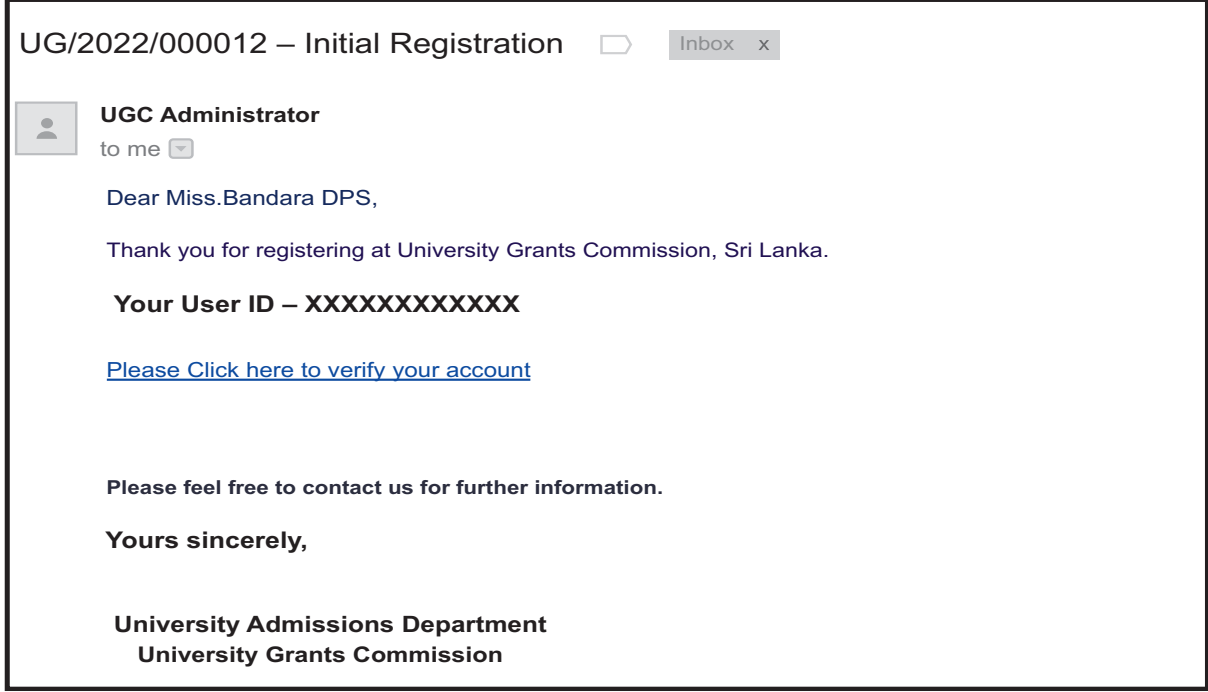 UG/2022/000012 – Initial Registration Inbox x
UGC Administrator
to me
Dear Miss.Bandara DPS,
Thank you for registering at University Grants Commission, Sri Lanka.
Your User ID – XXXXXXXXXXXX
Please Click here to verify your account
Please feel free to contact us for further information.
Yours sincerely,
University Admissions Department
University Grants Commission